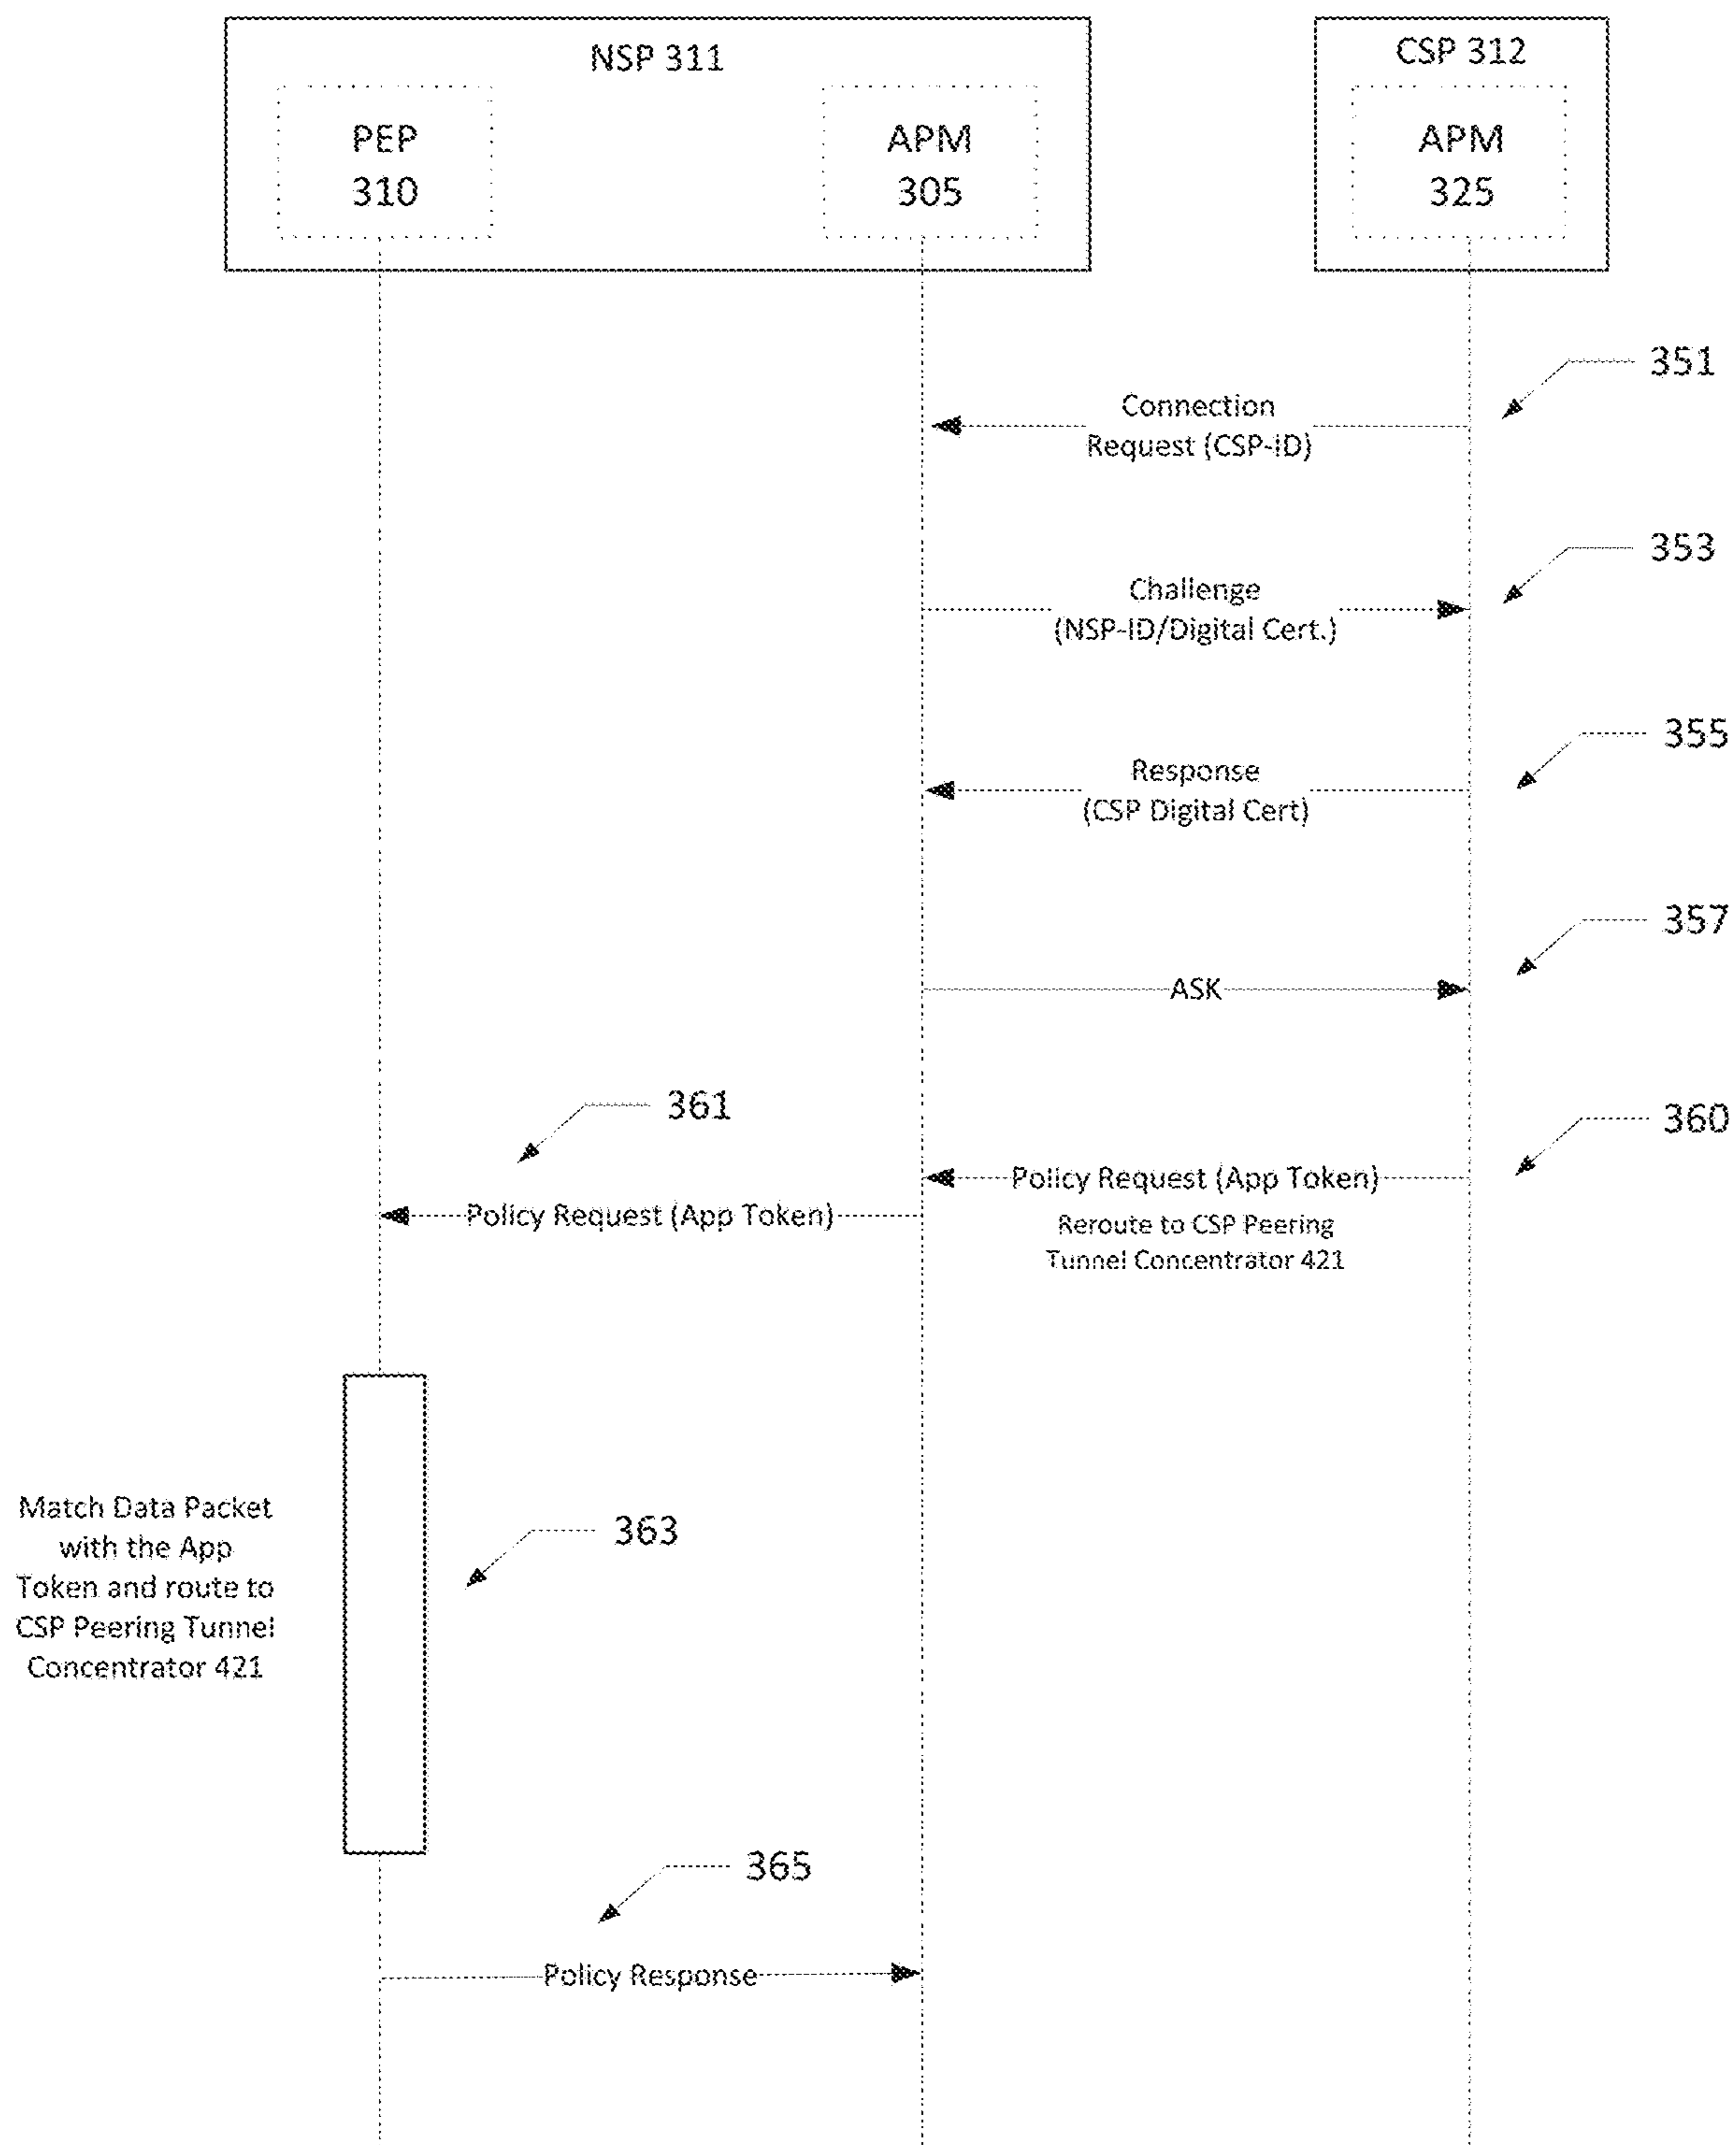 NSP 311
CSP 312
PEP
310
APM
305
APM
325
351
Connection
Request (CSP-ID)
353
Challenge
(NSP-ID/Digital Cert.)
355
Response
(CSP Digital Cert)
357
ASK
361
360
Policy Request (App Token)
Policy Request (App Token)
Reroute to CSP Peering
Tunnel Concentrator 421
Match Data Packet
with the App
Token and route to
CSP Peering Tunnel
Concentrator 421
363
365
Policy Response